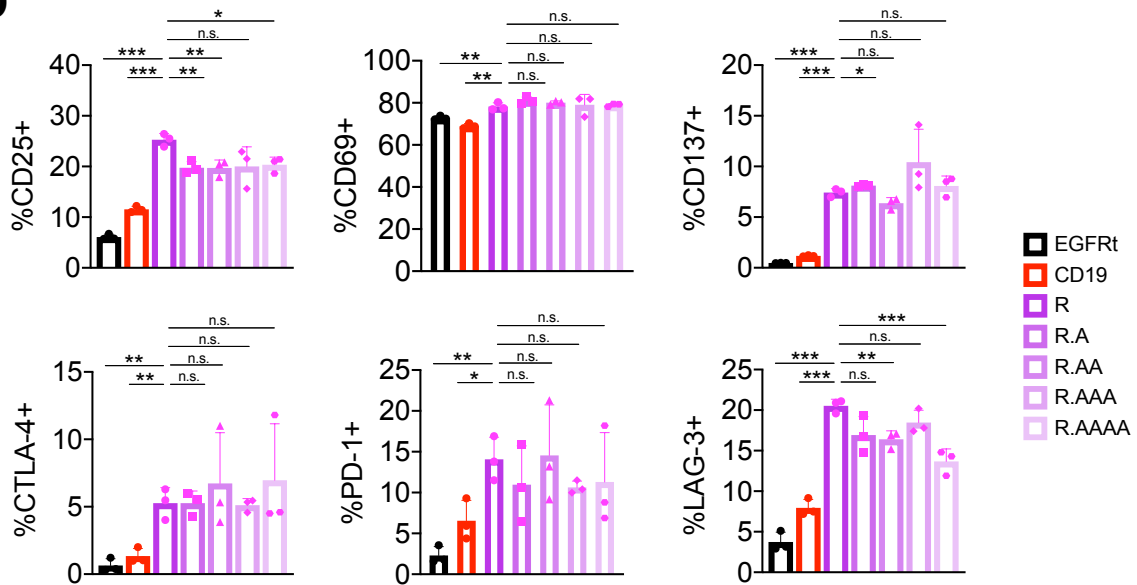 *
n.s.
*** **
*** **
40
30
20
10
0
%CD25+
n.s.
n.s.
** n.s.
** n.s.
100
80
60
40
20
0
%CD69+
n.s.
n.s.
*** n.s.
*** *
20
15
10
5
0
%CD137+
EGFRt
CD19
R
R.A
R.AA
R.AAA
R.AAAA
n.s.
n.s.
** n.s.
** n.s.
15
10
5
0
%CTLA-4+
n.s.
n.s.
** n.s.
* n.s.
25
20
15
10
5
0
%PD-1+
***
n.s.
*** **
*** n.s.
25
20
15
10
5
0
%LAG-3+